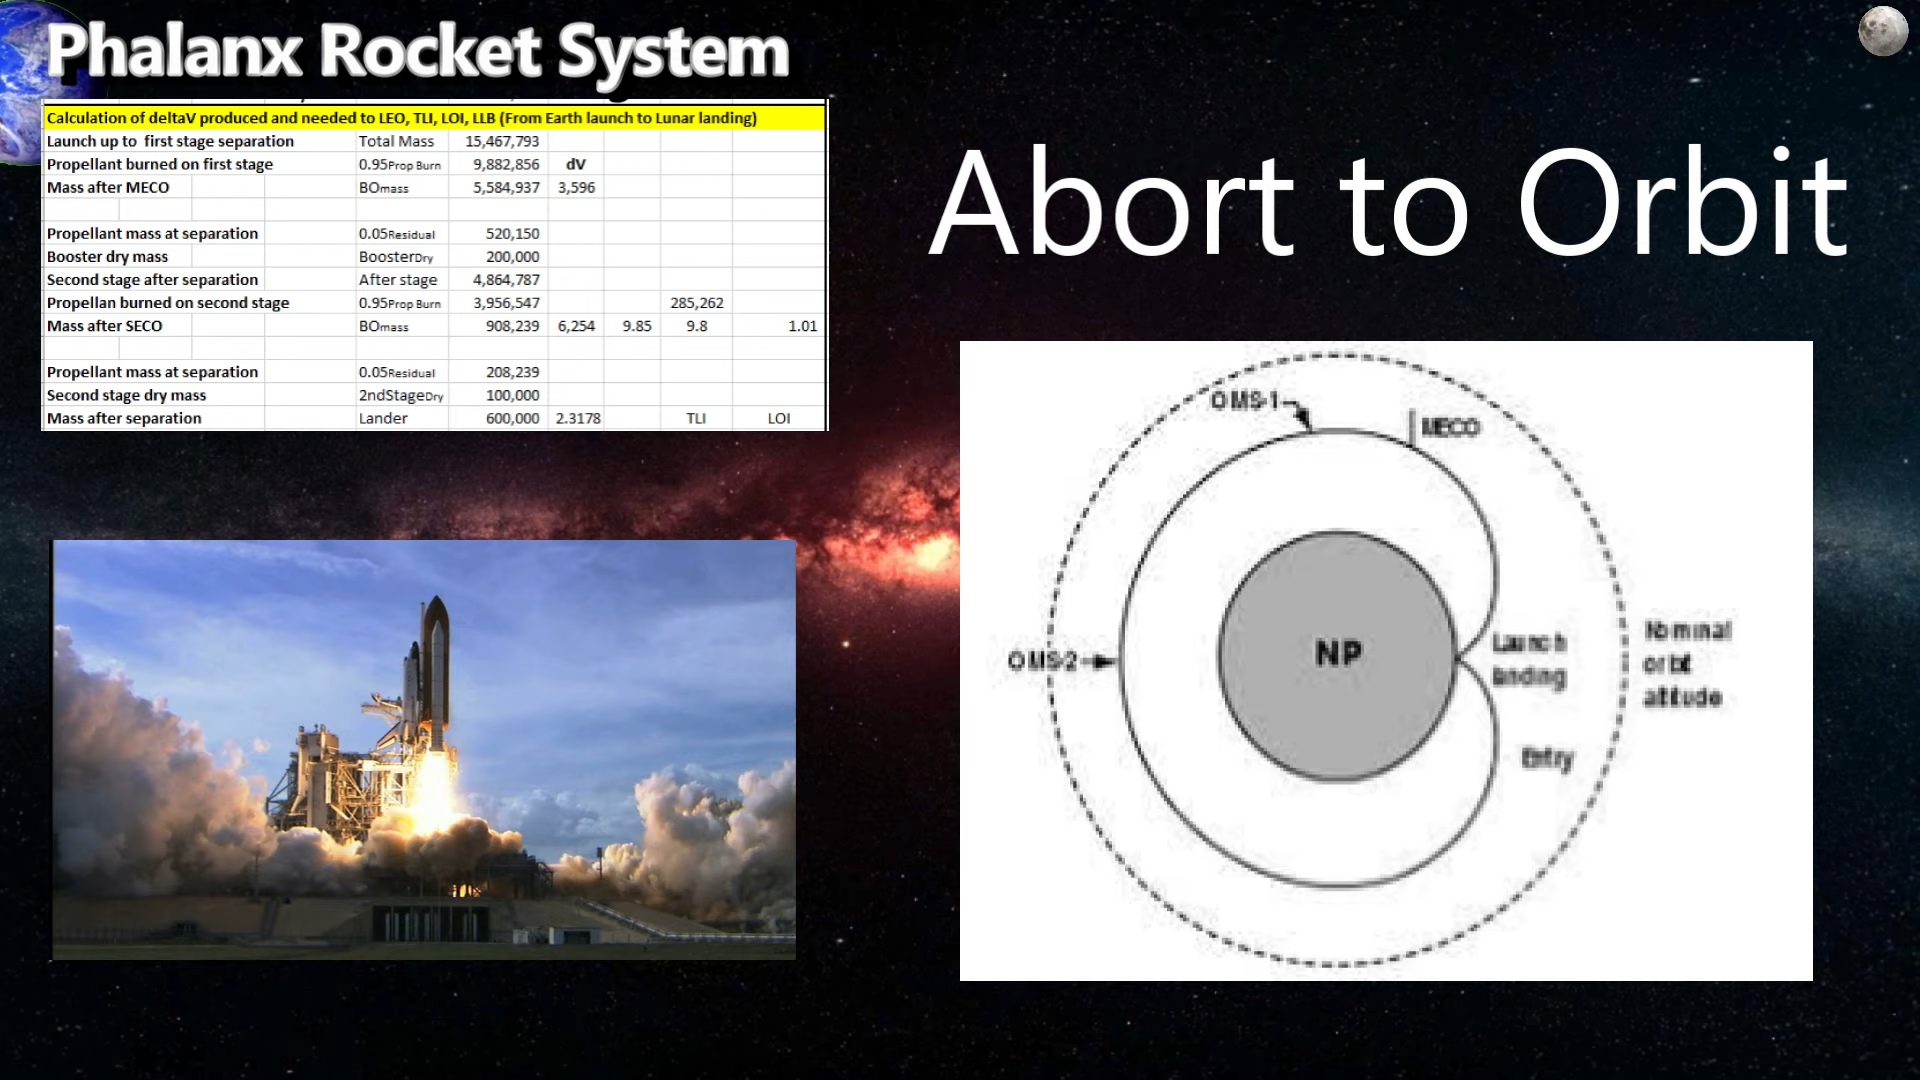 Phalanx Rocket System
Calculation of deltaV produced and needed to LEO, TLI, LOI, LLB (From Earth launch to Lunar landing)
Launch up to first stage separation Total Mass 15,467,793
Propellant burned on first stage 0.95Prop Burn 9,882,856 dV
Mass after MECO BOmass 5,584,937 3,596
Propellant mass at separation 0.05Residual 520,150
Booster dry mass BoosterDry 200,000
Second stage after separation After stage 4,864,787
Propellan burned on second stage 0.95Prop Burn 3,956,547 285,262
Mass after SECO BOmass 908,239 6,254 9.85 9.8 1.01
Propellant mass at separation 0.05Residual 208,239
Second stage dry mass 2ndStageDry 100,000
Mass after separation Lander 600,000 2.3178 TLI LOI
Abort to Orbit
OMS-1
MECO
NP
OMS-2
Launch
landing
Nominal
orbit
altitude
Entry